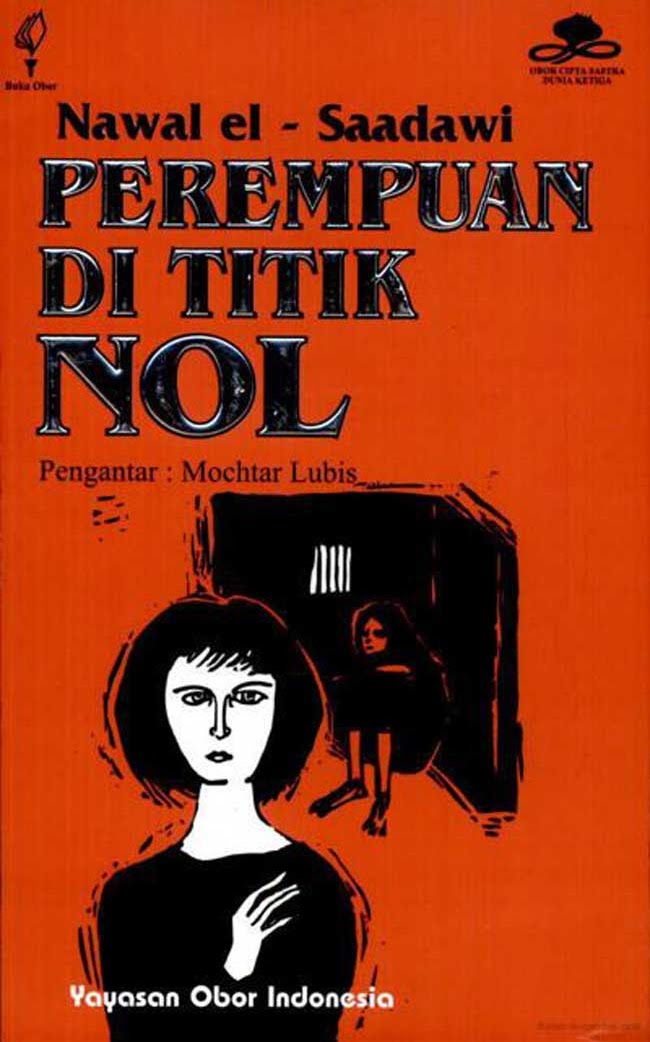 Buku Obor
OBOR CIPTA SASTRA
DUNIA KETIGA
Nawal el - Saadawi
PEREMPUAN
DI TITIK
NOL
Pengantar : Mochtar Lubis
Yayasan Obor Indonesia